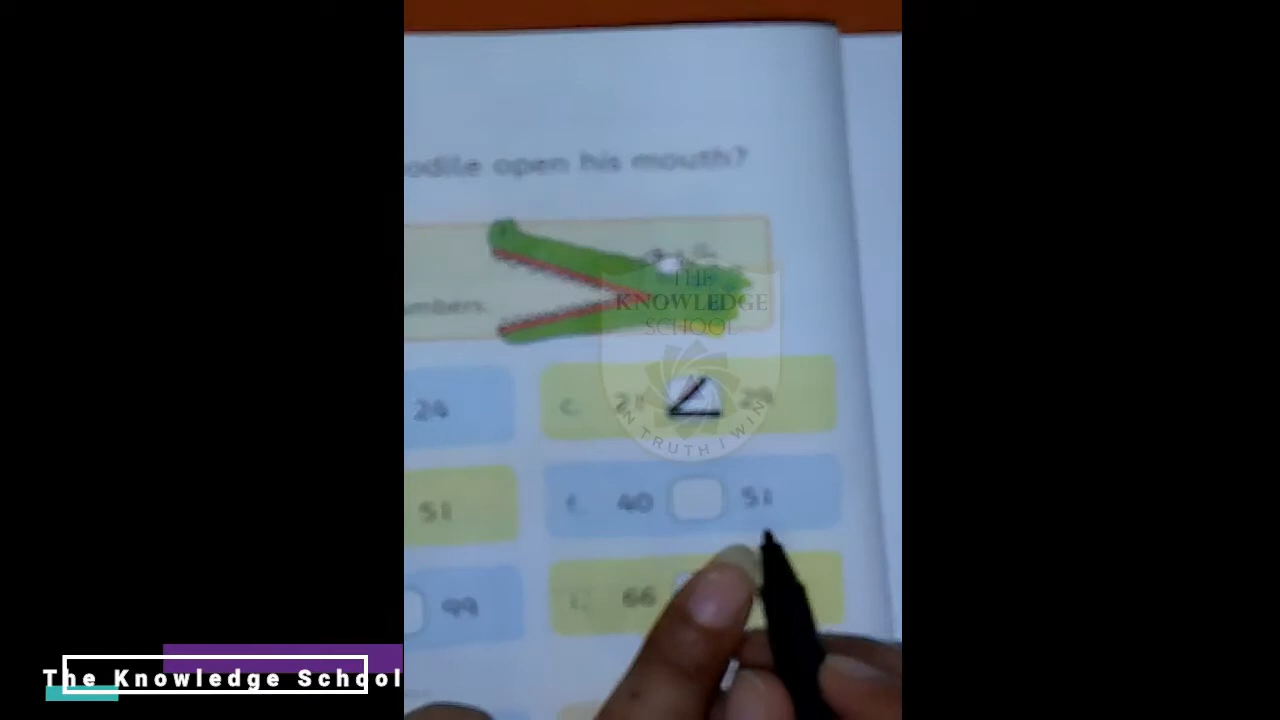 odile open his mouth?
umbers.
THE
KNOWLEDGE
SCHOOL
IN TRUTH I WIN
24
c. 21 < 29
51
f. 40 51
99
i. 66
The Knowledge School